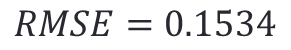 RMSE = 0.1534